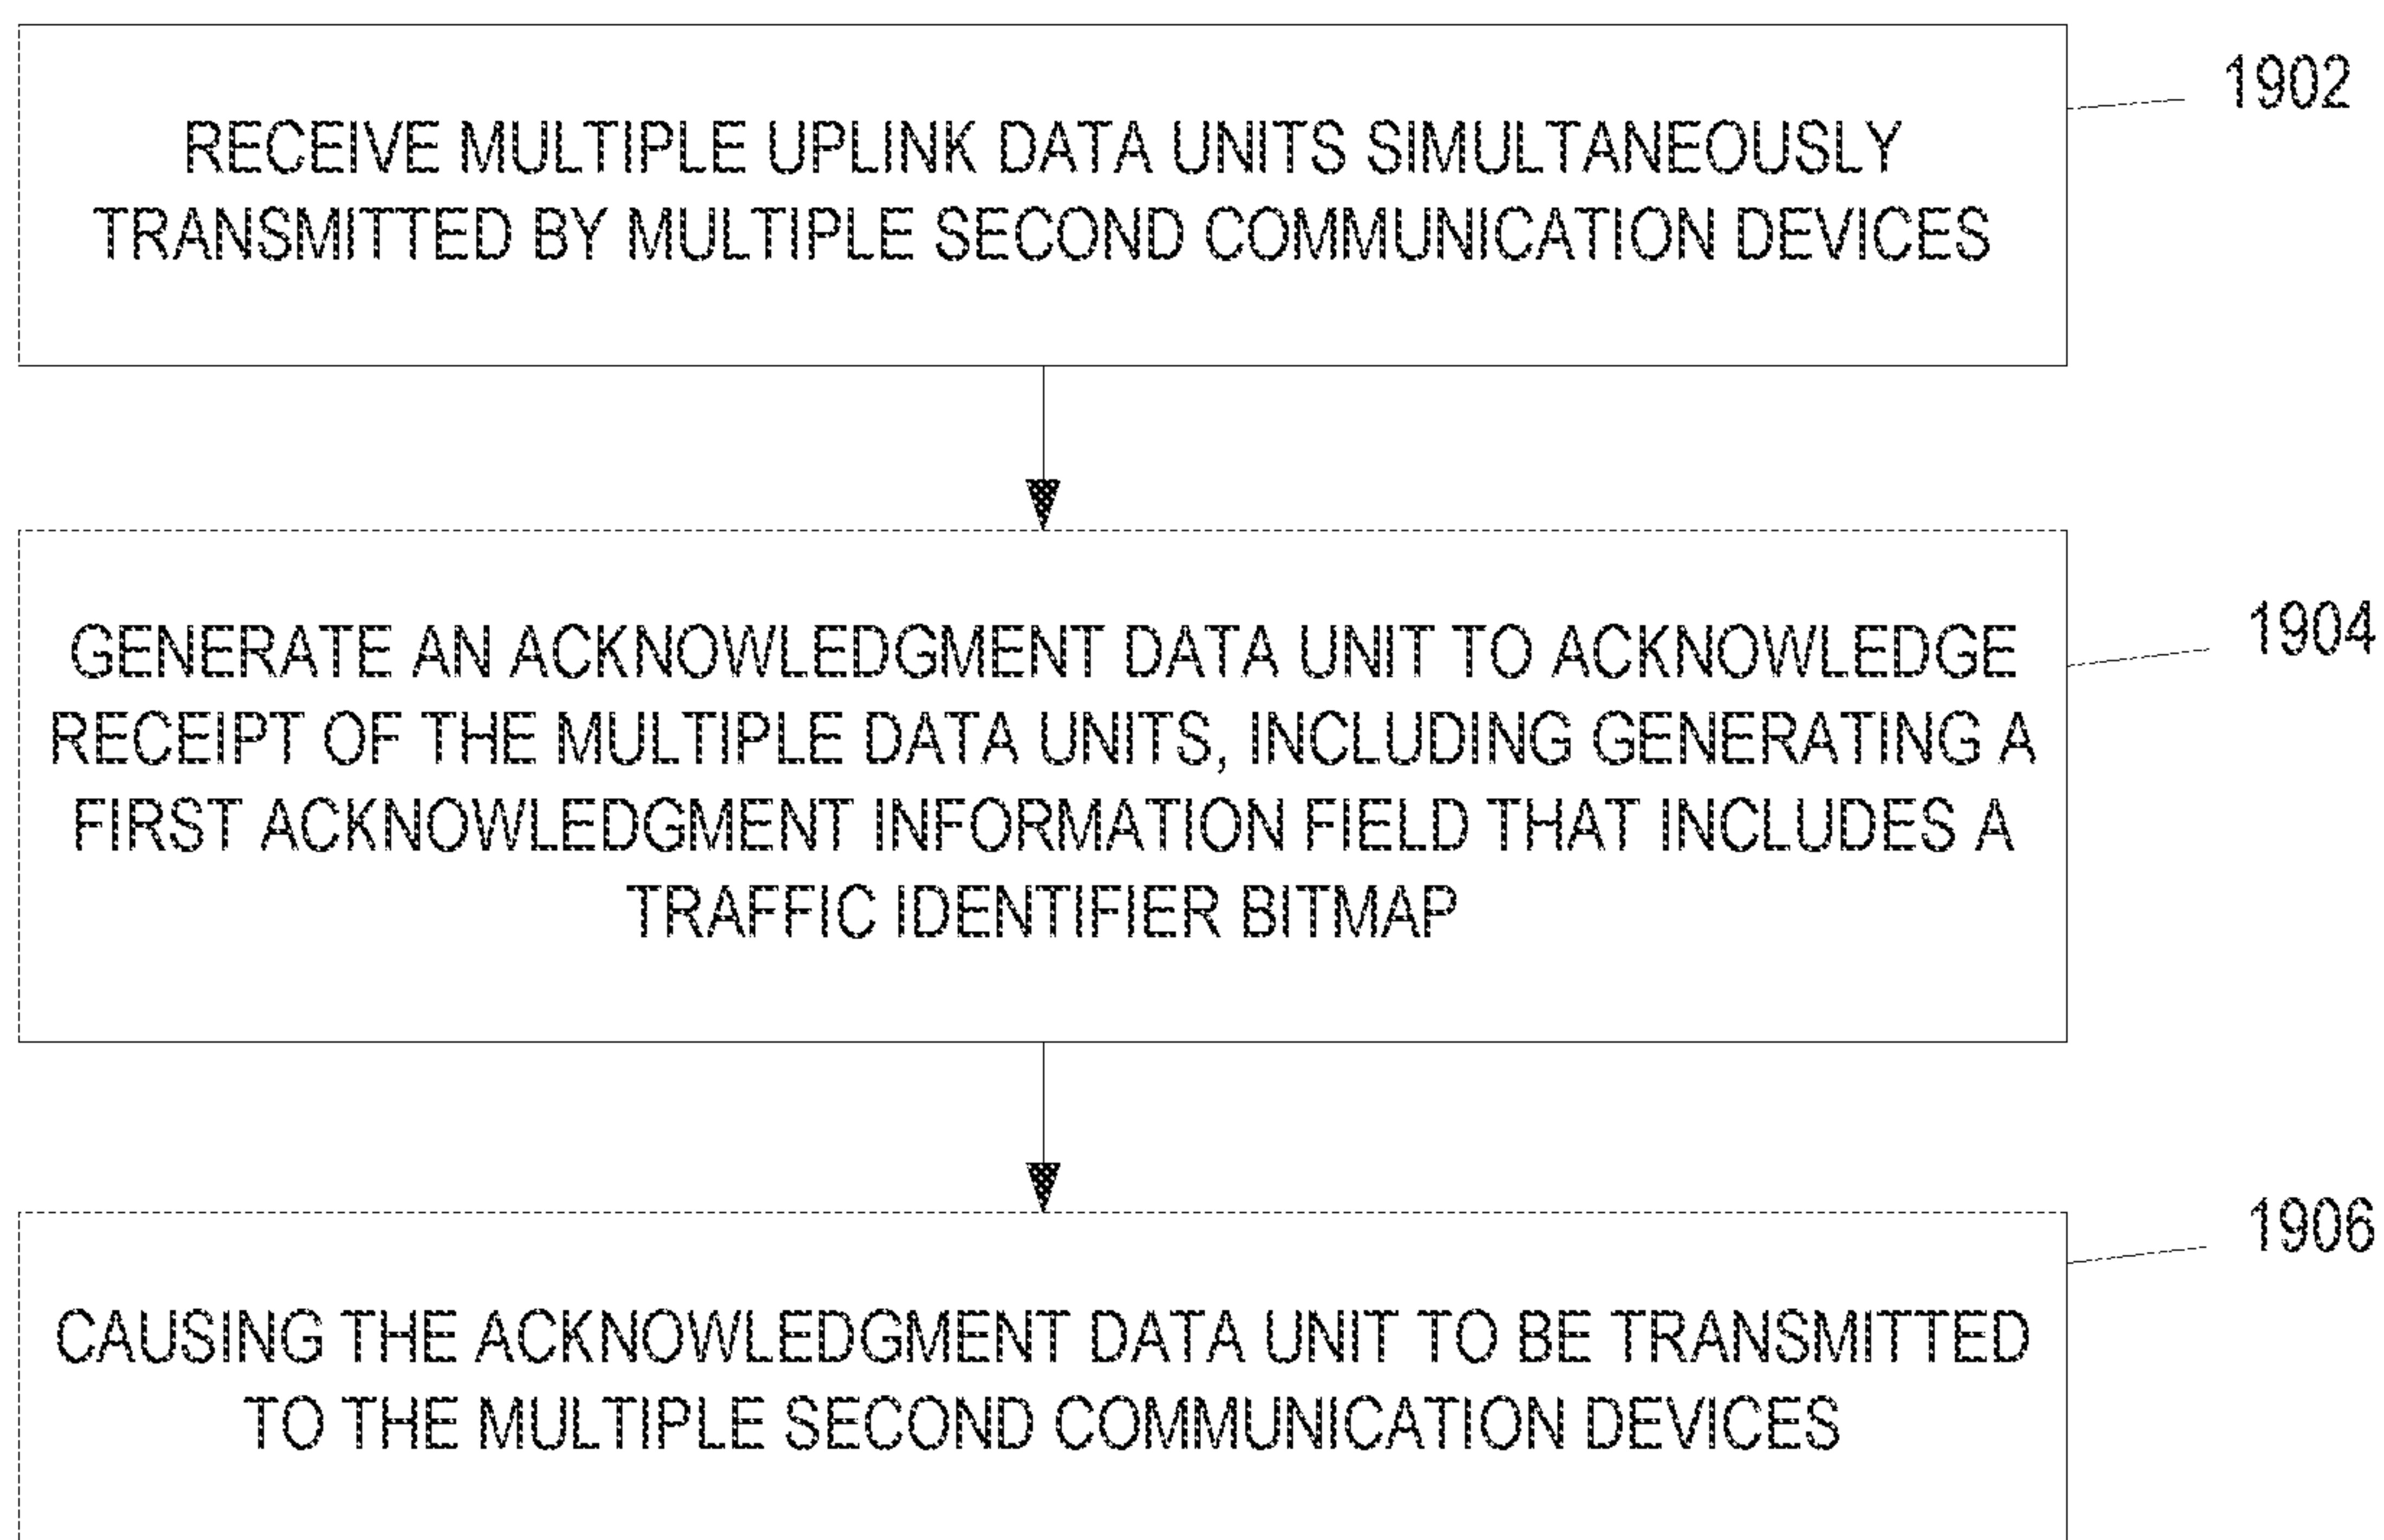 1902
RECEIVE MULTIPLE UPLINK DATA UNITS SIMULTANEOUSLY
TRANSMITTED BY MULTIPLE SECOND COMMUNICATION DEVICES
1904
GENERATE AN ACKNOWLEDGMENT DATA UNIT TO ACKNOWLEDGE
RECEIPT OF THE MULTIPLE DATA UNITS, INCLUDING GENERATING A
FIRST ACKNOWLEDGMENT INFORMATION FIELD THAT INCLUDES A
TRAFFIC IDENTIFIER BITMAP
1906
CAUSING THE ACKNOWLEDGMENT DATA UNIT TO BE TRANSMITTED
TO THE MULTIPLE SECOND COMMUNICATION DEVICES